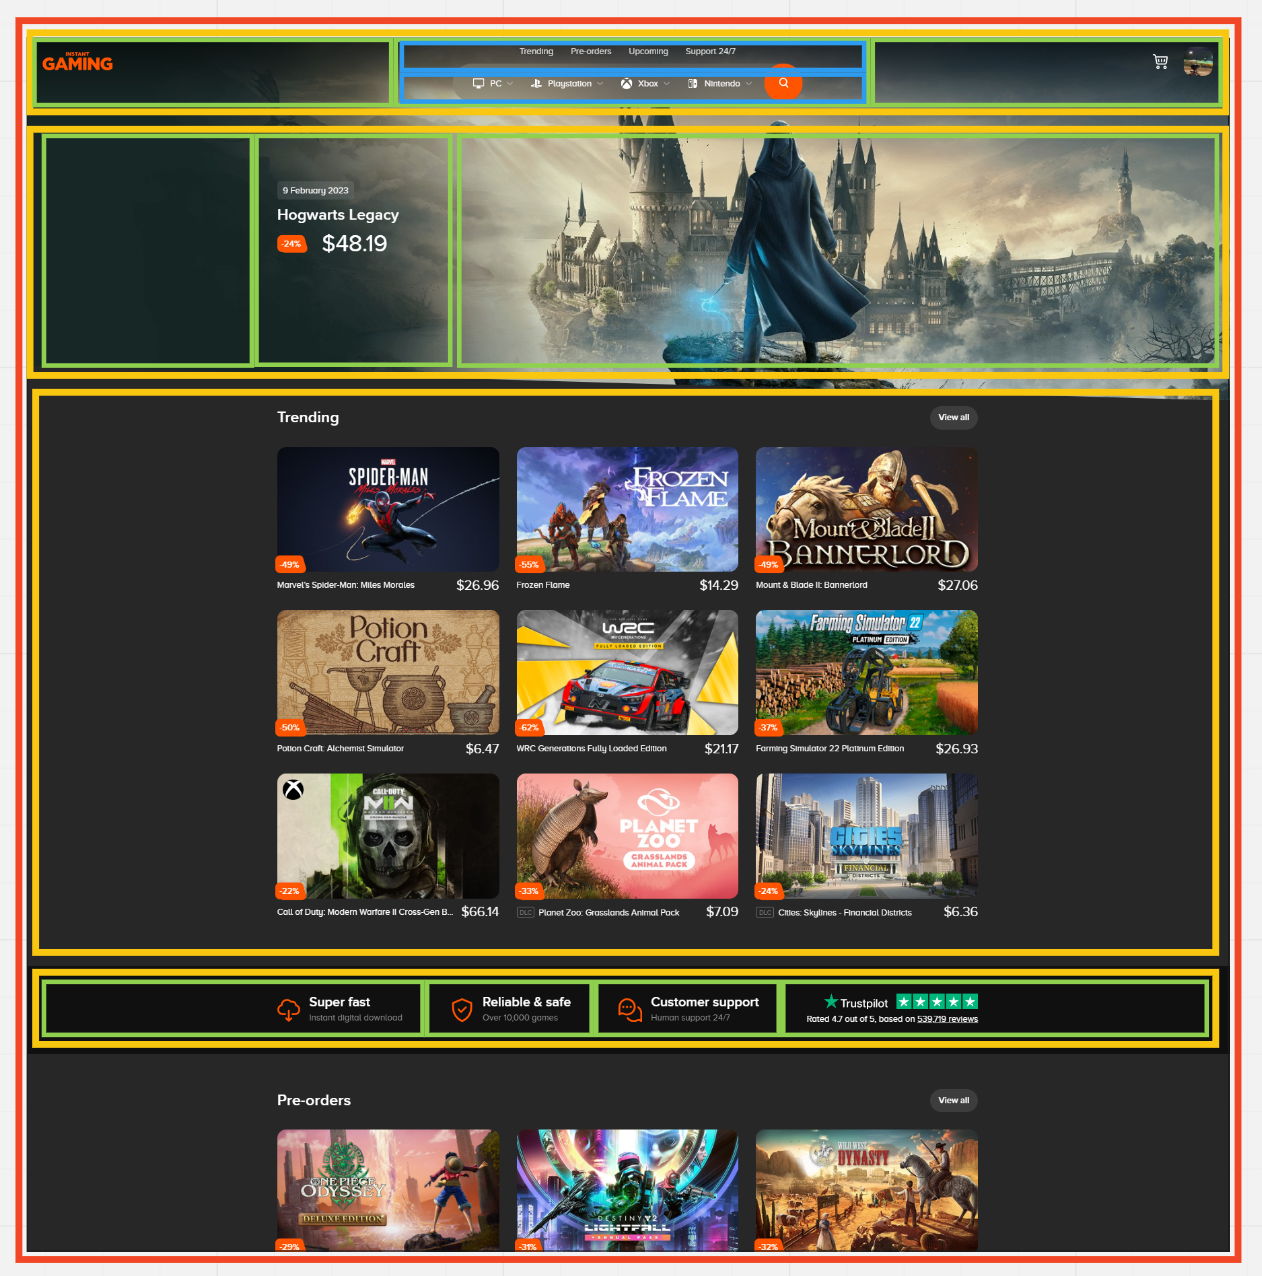 INSTANT
GAMING
Trending Pre-orders Upcoming Support 24/7
PC Playstation Xbox Nintendo
9 February 2023
Hogwarts Legacy
-24% $48.19
Trending View all
MARVEL
SPIDER-MAN
MILES MORALES
FROZEN
FLAME
Mount & Blade II
BANNERLORD
-49% -55% -49%
Marvel's Spider-Man: Miles Morales $26.96
Frozen Flame $14.29
Mount & Blade II: Bannerlord $27.06
Potion
Craft
WRC
GENERATIONS
FULLY LOADED EDITION
Farming Simulator 22
PLATINUM EDITION
-50% -62% -37%
Potion Craft: Alchemist Simulator $6.47
WRC Generations Fully Loaded Edition $21.17
Farming Simulator 22 Platinum Edition $26.93
CALL OF DUTY
MWII
PLANET
ZOO
GRASSLANDS
ANIMAL PACK
CITIES
SKYLINES
FINANCIAL
DISTRICTS
-22% -33% -24%
Call of Duty: Modern Warfare II Cross-Gen B... $66.14
DLC Planet Zoo: Grasslands Animal Pack $7.09
DLC Cities: Skylines - Financial Districts $6.36
Super fast
Instant digital download
Reliable & safe
Over 10,000 games
Customer support
Human support 24/7
Trustpilot
Rated 4.7 out of 5, based on 539,719 reviews
Pre-orders View all
ONE PIECE
ODYSSEY
DELUXE EDITION
DESTINY 2
LIGHTFALL
+ ANNUAL PASS
WILD WEST
DYNASTY
-29% -31% -32%